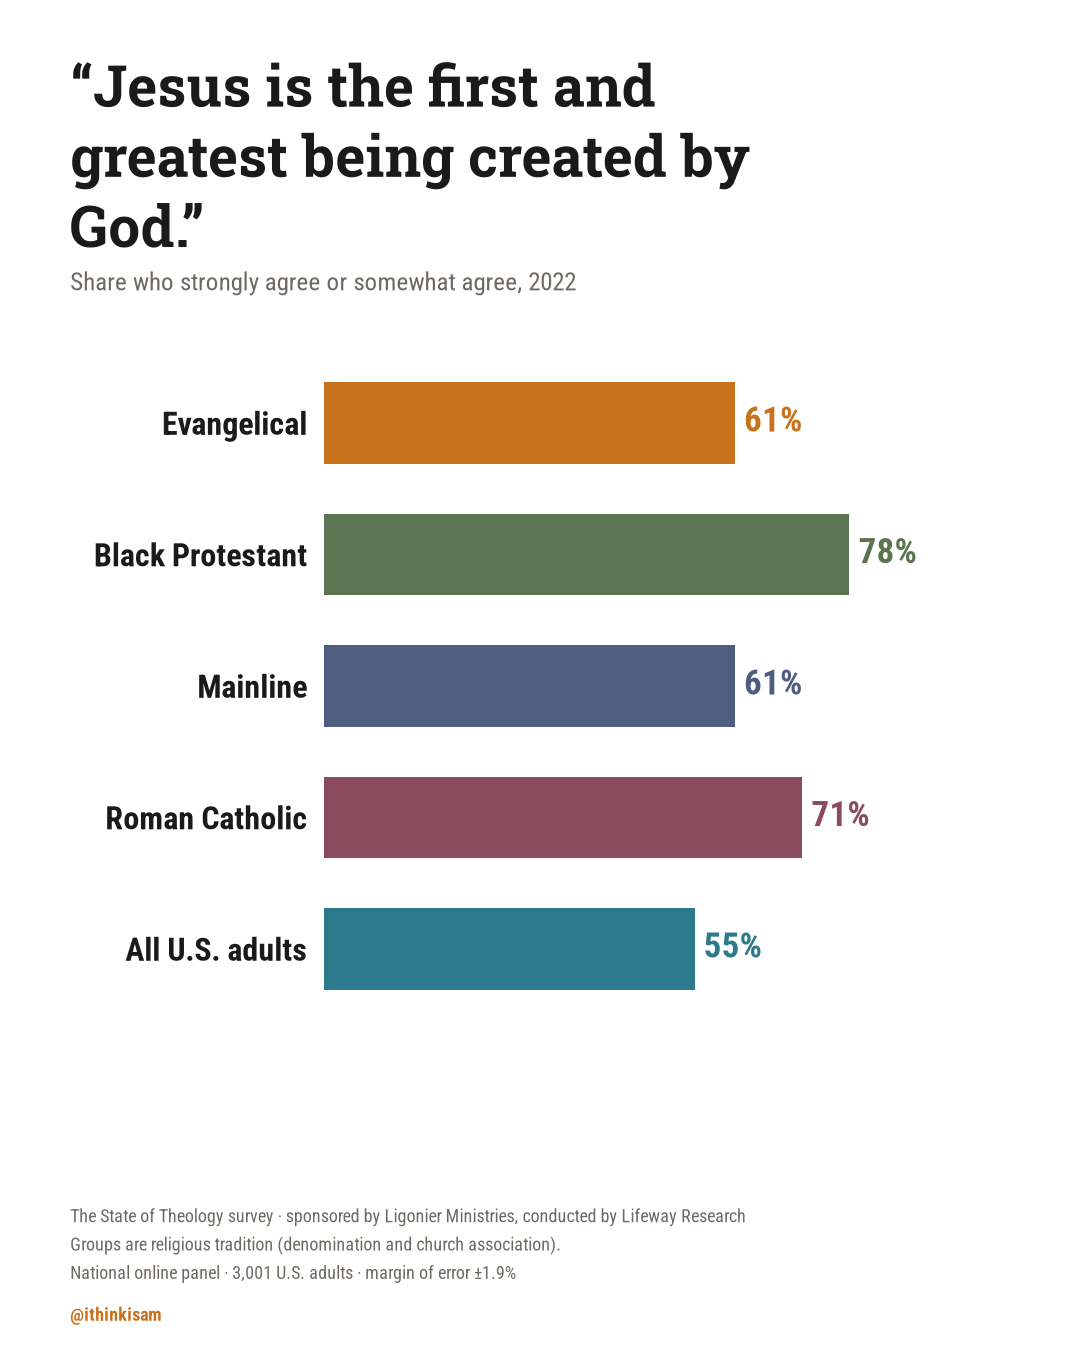 “Jesus is the first and
greatest being created by
God.”
Share who strongly agree or somewhat agree, 2022
Evangelical 61%
Black Protestant 78%
Mainline 61%
Roman Catholic 71%
All U.S. adults 55%
The State of Theology survey · sponsored by Ligonier Ministries, conducted by Lifeway Research
Groups are religious tradition (denomination and church association).
National online panel · 3,001 U.S. adults · margin of error ±1.9%
@ithinkisam